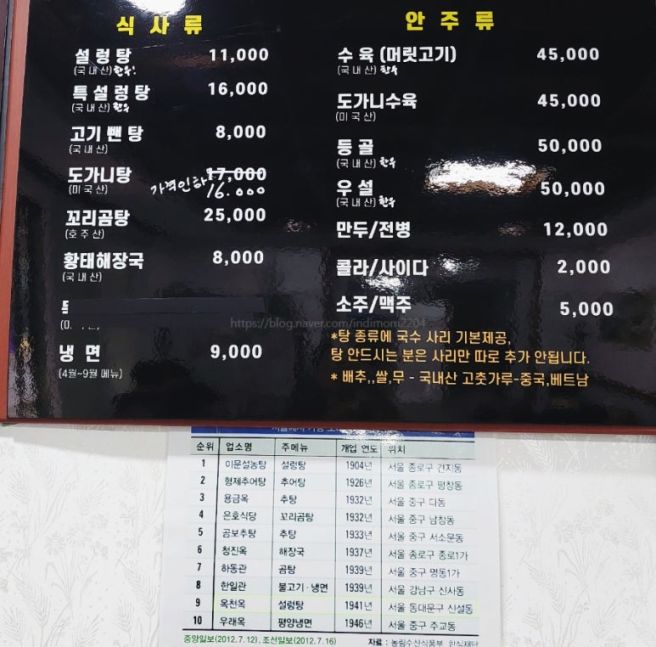 식 사 류
설 렁 탕 11,000
(국 내 산) 한우!
특 설 렁 탕 16,000
(국 내 산) 한우
고기 뺀 탕 8,000
(국 내 산)
도가니탕 17,000
(미 국 산) 가격인하 16.000
꼬리곰탕 25,000
(호 주 산)
황태해장국 8,000
(국 내 산)
냉 면 9,000
(4월~9월 메뉴)
안 주 류
수 육 (머릿고기) 45,000
(국 내 산) 한우
도가니수육 45,000
(미 국 산)
등 골 50,000
(국 내 산) 한우
우 설 50,000
(국 내 산) 한우
만두/전병 12,000
콜라/사이다 2,000
소주/맥주 5,000
*탕 종류에 국수 사리 기본제공,
탕 안드시는 분은 사리만 따로 추가 안됩니다.
* 배추,,쌀,무 - 국내산 고춧가루-중국,베트남
https://blog.naver.com/indimom2204
순위 업소명 주메뉴 개업 연도 위치
1 이문설농탕 설렁탕 1904년 서울 종로구 견지동
2 형제추어탕 추어탕 1926년 서울 종로구 평창동
3 용금옥 추탕 1932년 서울 중구 다동
4 은호식당 꼬리곰탕 1932년 서울 중구 남창동
5 곰보추탕 추탕 1933년 서울 중구 서소문동
6 청진옥 해장국 1937년 서울 종로구 종로1가
7 하동관 곰탕 1939년 서울 중구 명동1가
8 한일관 불고기·냉면 1939년 서울 강남구 신사동
9 옥천옥 설렁탕 1941년 서울 동대문구 신설동
10 우래옥 평양냉면 1946년 서울 중구 주교동
중앙일보(2012.7.12), 조선일보(2012.7.16) 자료 : 농림수산식품부, 한식재단